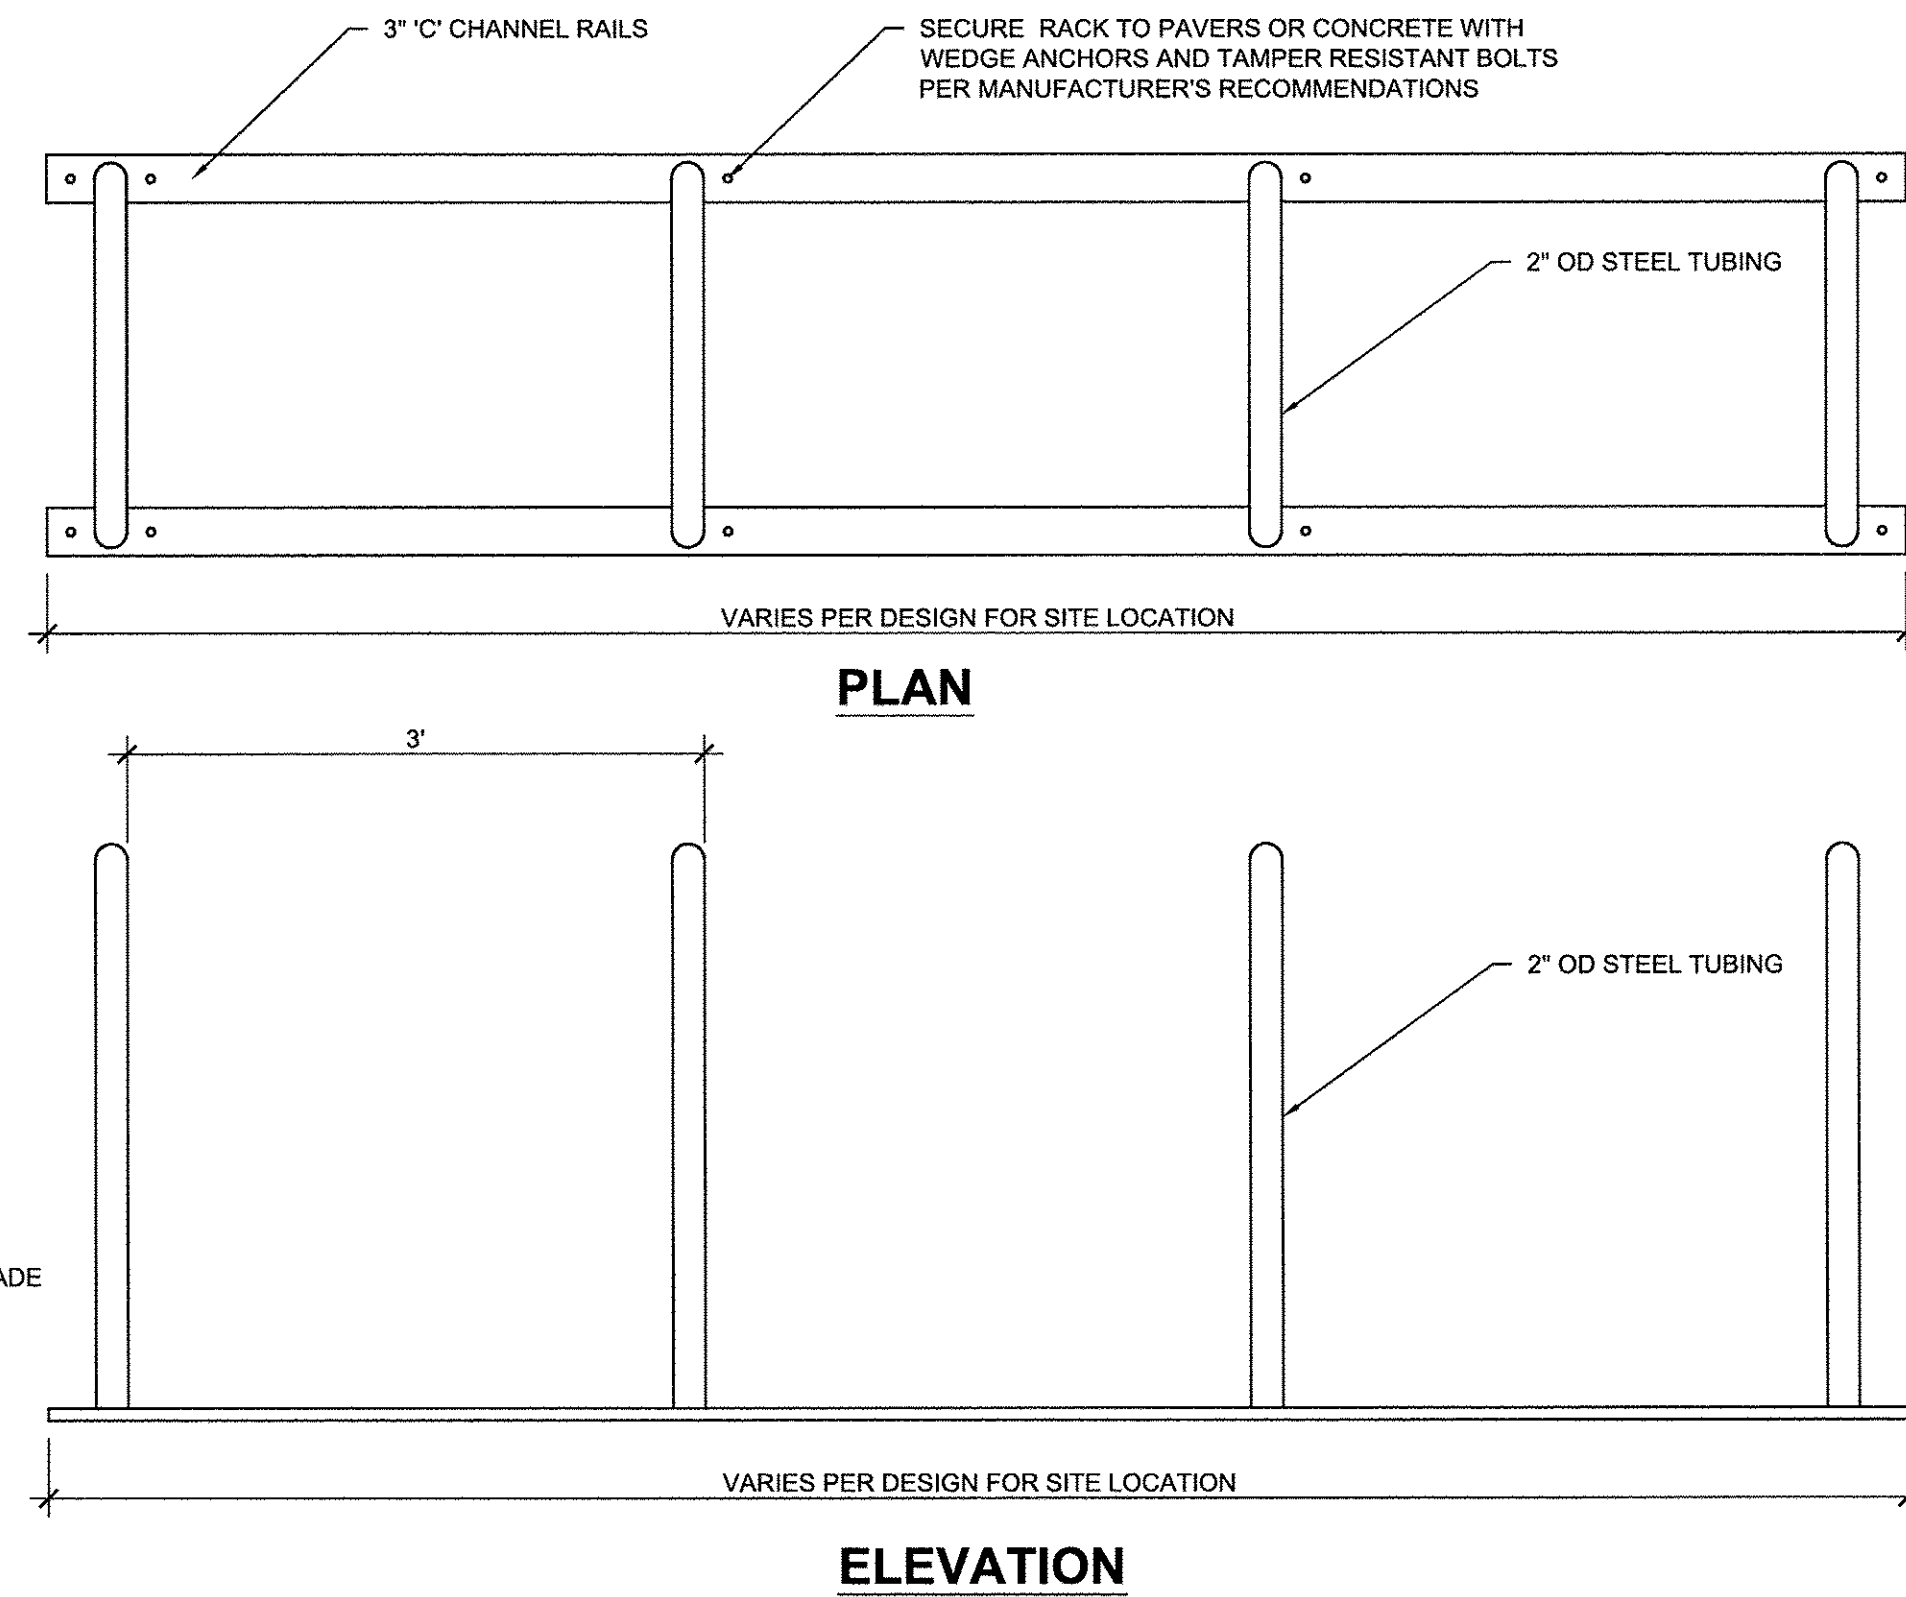 3" 'C' CHANNEL RAILS
SECURE RACK TO PAVERS OR CONCRETE WITH
WEDGE ANCHORS AND TAMPER RESISTANT BOLTS
PER MANUFACTURER'S RECOMMENDATIONS
2" OD STEEL TUBING
VARIES PER DESIGN FOR SITE LOCATION
PLAN
3'
2" OD STEEL TUBING
ADE
VARIES PER DESIGN FOR SITE LOCATION
ELEVATION